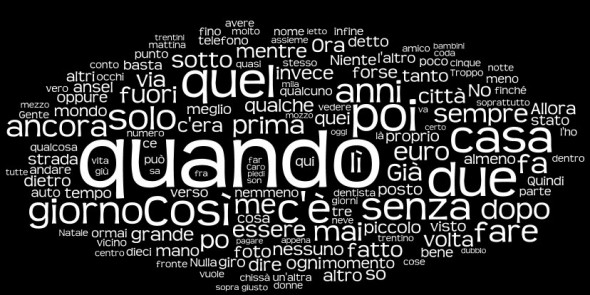 avere
trentini fino molto nome ietto infine
mattina telefono assieme Ora detto amico bambini
punto sotto mentre Niente l'altro coda
conto basta quasi stesso invece forse poco cinque
altri occhi via quel mila qualcuno anni tanto Troppo notte
vero ansel fuori qualche vedere città No meno finché
oppure meglio poi va soprattutto
mezzo mondo solo c'era prima mozzo quei oggi sempre Allora
Gente ancora numero là proprio certo stato l'ho
qualcosa ce quando lì euro casa
strada vita può far qui almeno fa dentro
tutte andare giù sa fra Caro piedi son due Quindi
dietro verso nemmeno dentista posto parte
auto tempo Così me c'è giorni senza dopo
giorno cosa tre neve piccolo visto
Natale ormai grande po essere mai trentino volta fare
vicino pagare appena nessuno fatto bene
centro dieci mano foto ogni momento cose dubbio
fronte Nulla giro dire altro so
vuole chissà un'altra
sopra giusto donne